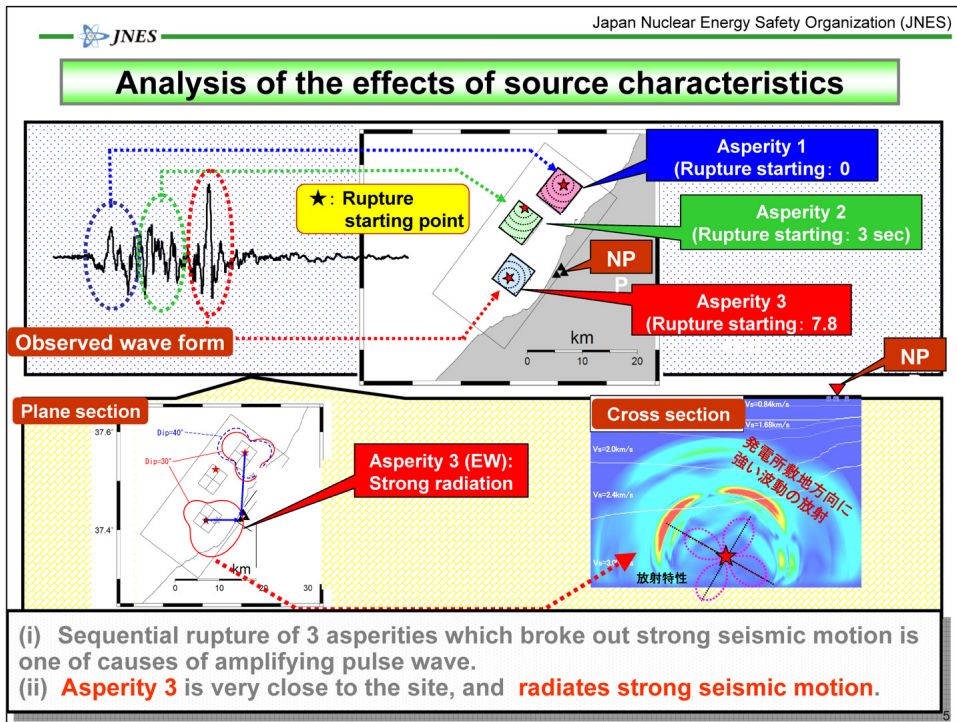 Japan Nuclear Energy Safety Organization (JNES)
JNES
Analysis of the effects of source characteristics
Asperity 1
(Rupture starting: 0
★: Rupture
starting point
Asperity 2
(Rupture starting: 3 sec)
NP
P
Asperity 3
(Rupture starting: 7.8
Observed wave form
km
0 10 20
NP
Plane section
Cross section
37.6°
Dip=40°
Dip=30°
37.4°
km
0 10 20 30
Asperity 3 (EW):
Strong radiation
Vs=0.84km/s
Vs=1.68km/s
Vs=2.0km/s
Vs=2.4km/s
発電所敷地方向に
強い波動の放射
放射特性
(i) Sequential rupture of 3 asperities which broke out strong seismic motion is
one of causes of amplifying pulse wave.
(ii) Asperity 3 is very close to the site, and radiates strong seismic motion.
5